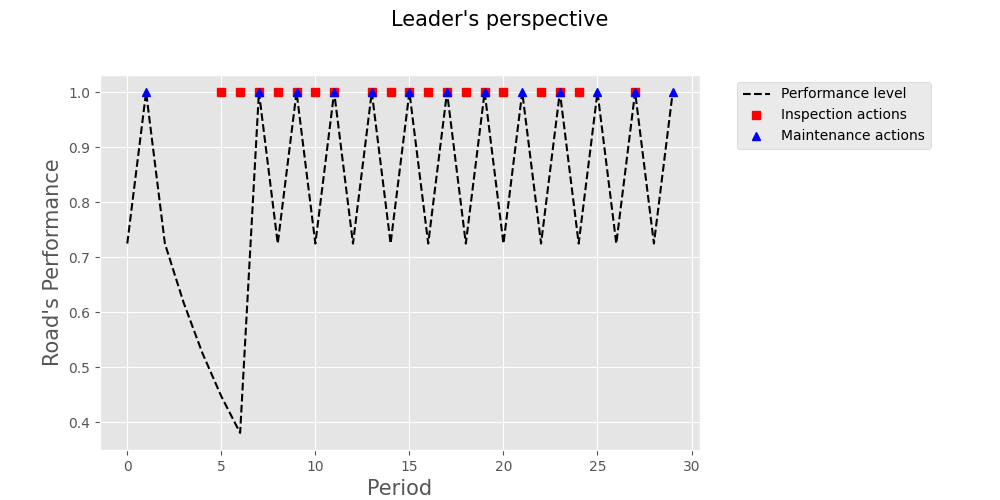 Leader's perspective
Performance level
Inspection actions
Maintenance actions
Road's Performance
1.0
0.9
0.8
0.7
0.6
0.5
0.4
0 5 10 15 20 25 30
Period